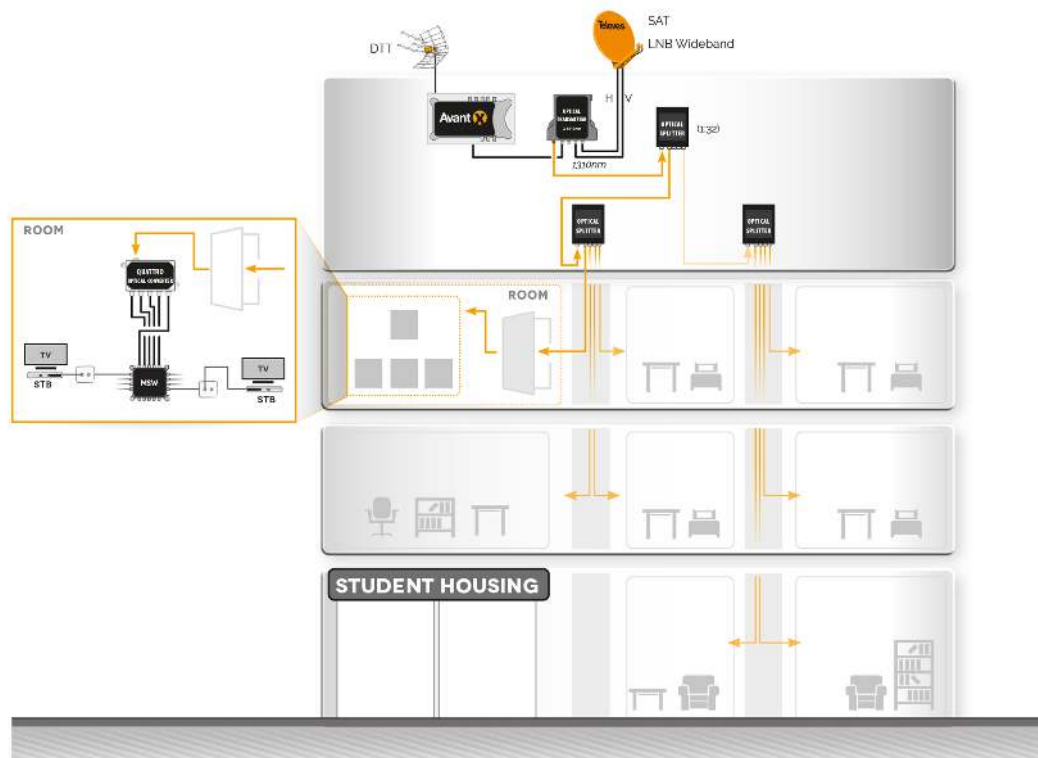 SAT
Televes
DTT
LNB Wideband
H V
Avant X
OPTICAL
OPTICAL
SPLITTER
(1:32)
1310nm
OPTICAL
SPLITTER
OPTICAL
SPLITTER
ROOM
QUATTRO
OPTICAL CONVERTER
TV
STB
MSW
TV
STB
ROOM
STUDENT HOUSING